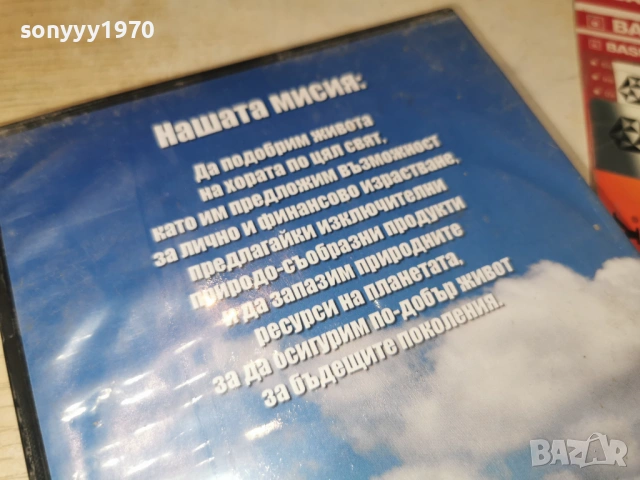 sonyyy1970
Нашата мисия:
Да подобрим живота
на хората по цял свят,
като им предложим възможност
за лично и финансово израстване,
предлагайки изключителни
природо-съобразни продукти
и да запазим природните
ресурси на планетата,
за да осигурим по-добър живот
за бъдещите поколения..
BAZAR
bg